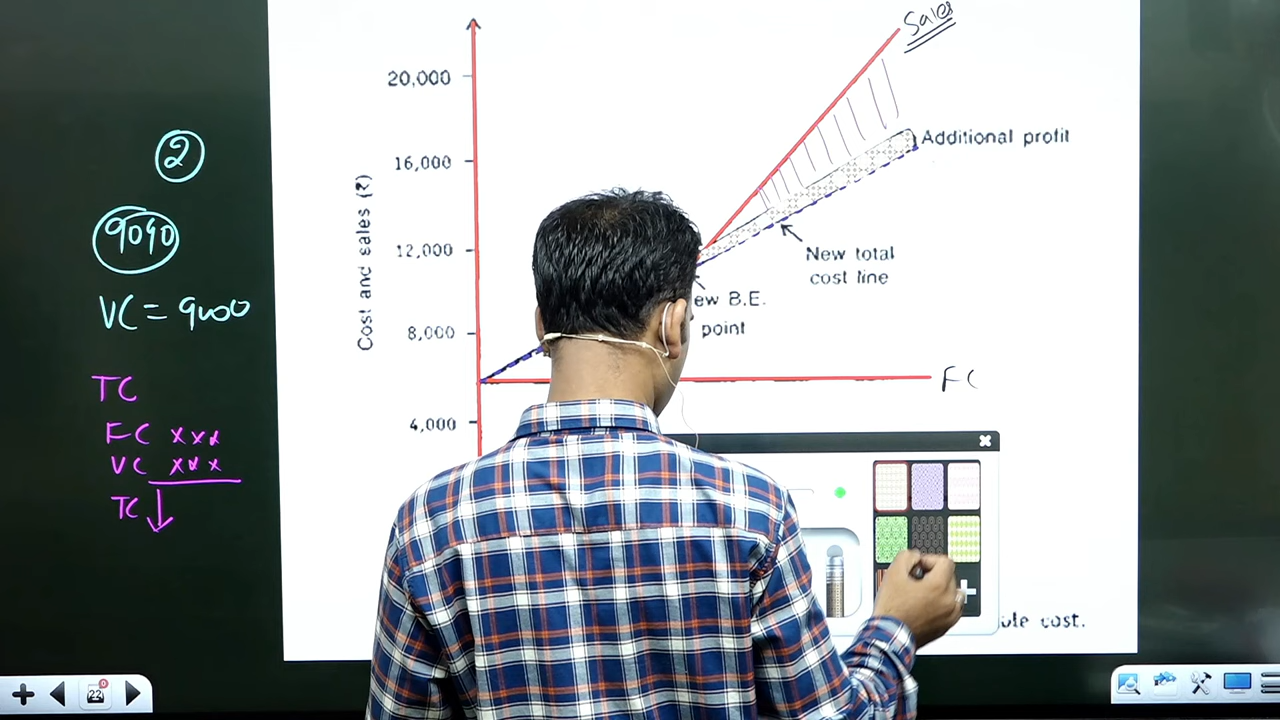 2
9090
VC = 9000
TC
FC xxx
VC xxx
TC ↓
Cost and sales (₹)
20,000
16,000
12,000
8,000
4,000
Sales
Additional profit
New total
cost line
ew B.E.
point
FC
cost.
22